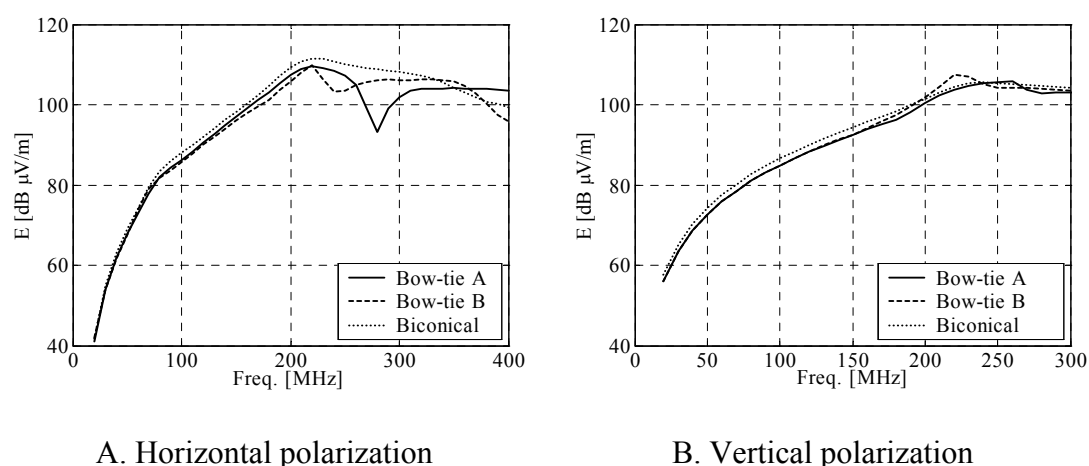 120
100
80
60
40
E [dB µV/m]
0
100
200
300
400
Freq. [MHz]
Bow-tie A
Bow-tie B
Biconical
A. Horizontal polarization
120
100
80
60
40
E [dB µV/m]
0
50
100
150
200
250
300
Freq. [MHz]
Bow-tie A
Bow-tie B
Biconical
B. Vertical polarization